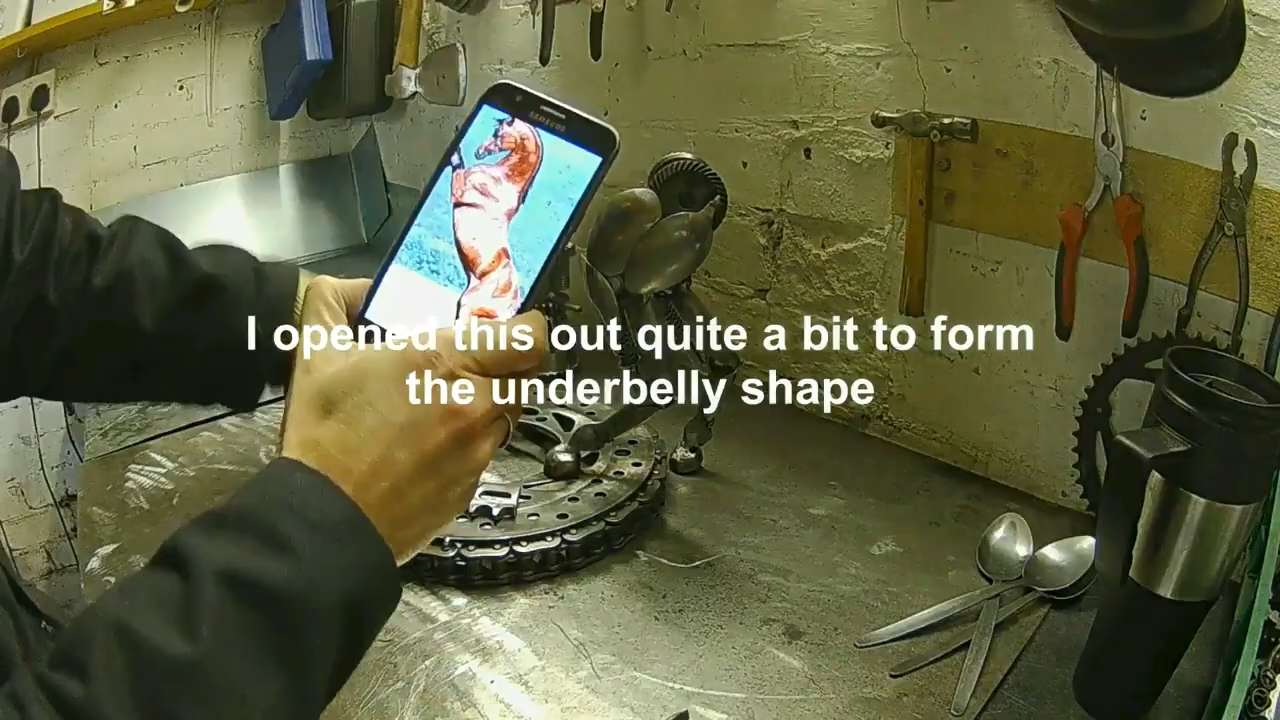 SAMSUNG
I opened this out quite a bit to form
the underbelly shape